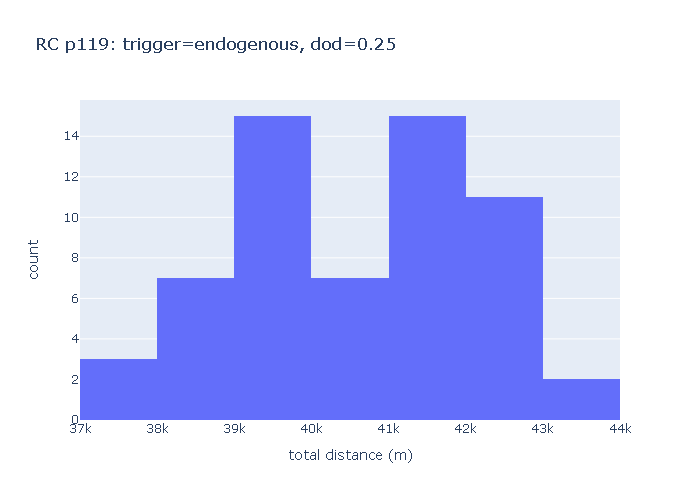 RC p119: trigger=endogenous, dod=0.25
count
14
12
10
8
6
4
2
0
37k 38k 39k 40k 41k 42k 43k 44k
total distance (m)